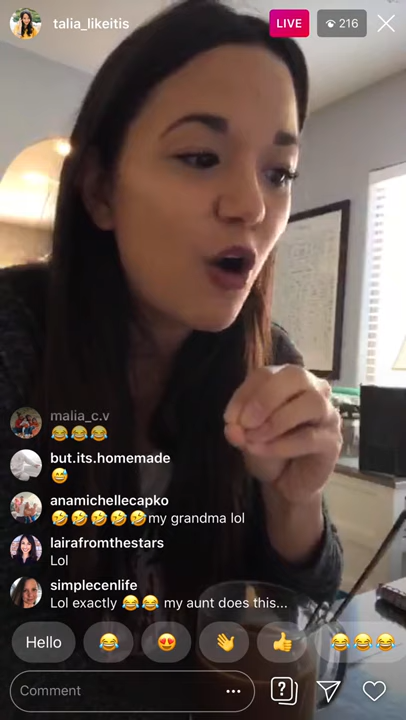 talia_likeitis LIVE 216
malia_c.v
😂😂😂
but.its.homemade
😅
anamichellecapko
🤣🤣🤣🤣🤣my grandma lol
lairafromthestars
Lol
simplecenlife
Lol exactly 😂😂 my aunt does this...
Hello 😂 😍 👋 👍 😂😂😂
Comment ...